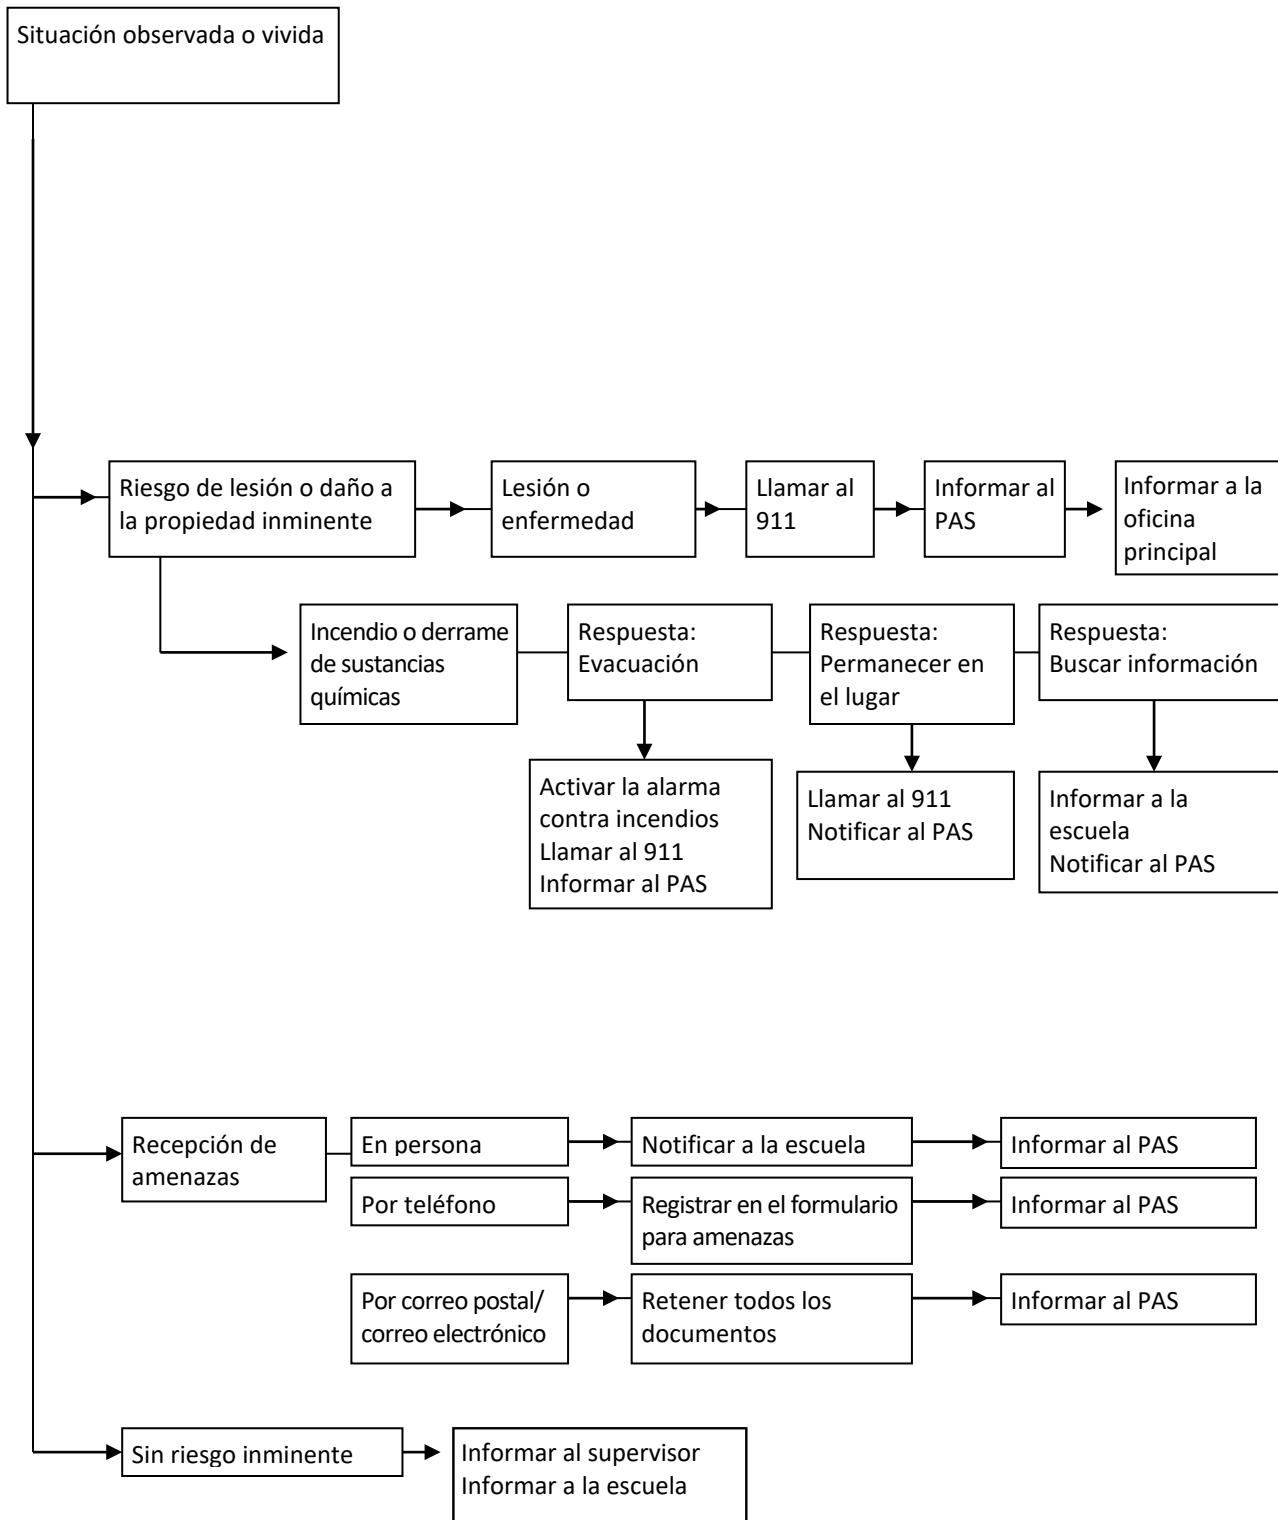 Situación observada o vivida
Riesgo de lesión o daño a
la propiedad inminente
Lesión o
enfermedad
Llamar al
911
Informar al
PAS
Informar a la
oficina
principal
Incendio o derrame
de sustancias
químicas
Respuesta:
Evacuación
Respuesta:
Permanecer en
el lugar
Respuesta:
Buscar información
Activar la alarma
contra incendios
Llamar al 911
Informar al PAS
Llamar al 911
Notificar al PAS
Informar a la
escuela
Notificar al PAS
Recepción de
amenazas
En persona
Notificar a la escuela
Informar al PAS
Por teléfono
Registrar en el formulario
para amenazas
Informar al PAS
Por correo postal/
correo electrónico
Retener todos los
documentos
Informar al PAS
Sin riesgo inminente
Informar al supervisor
Informar a la escuela